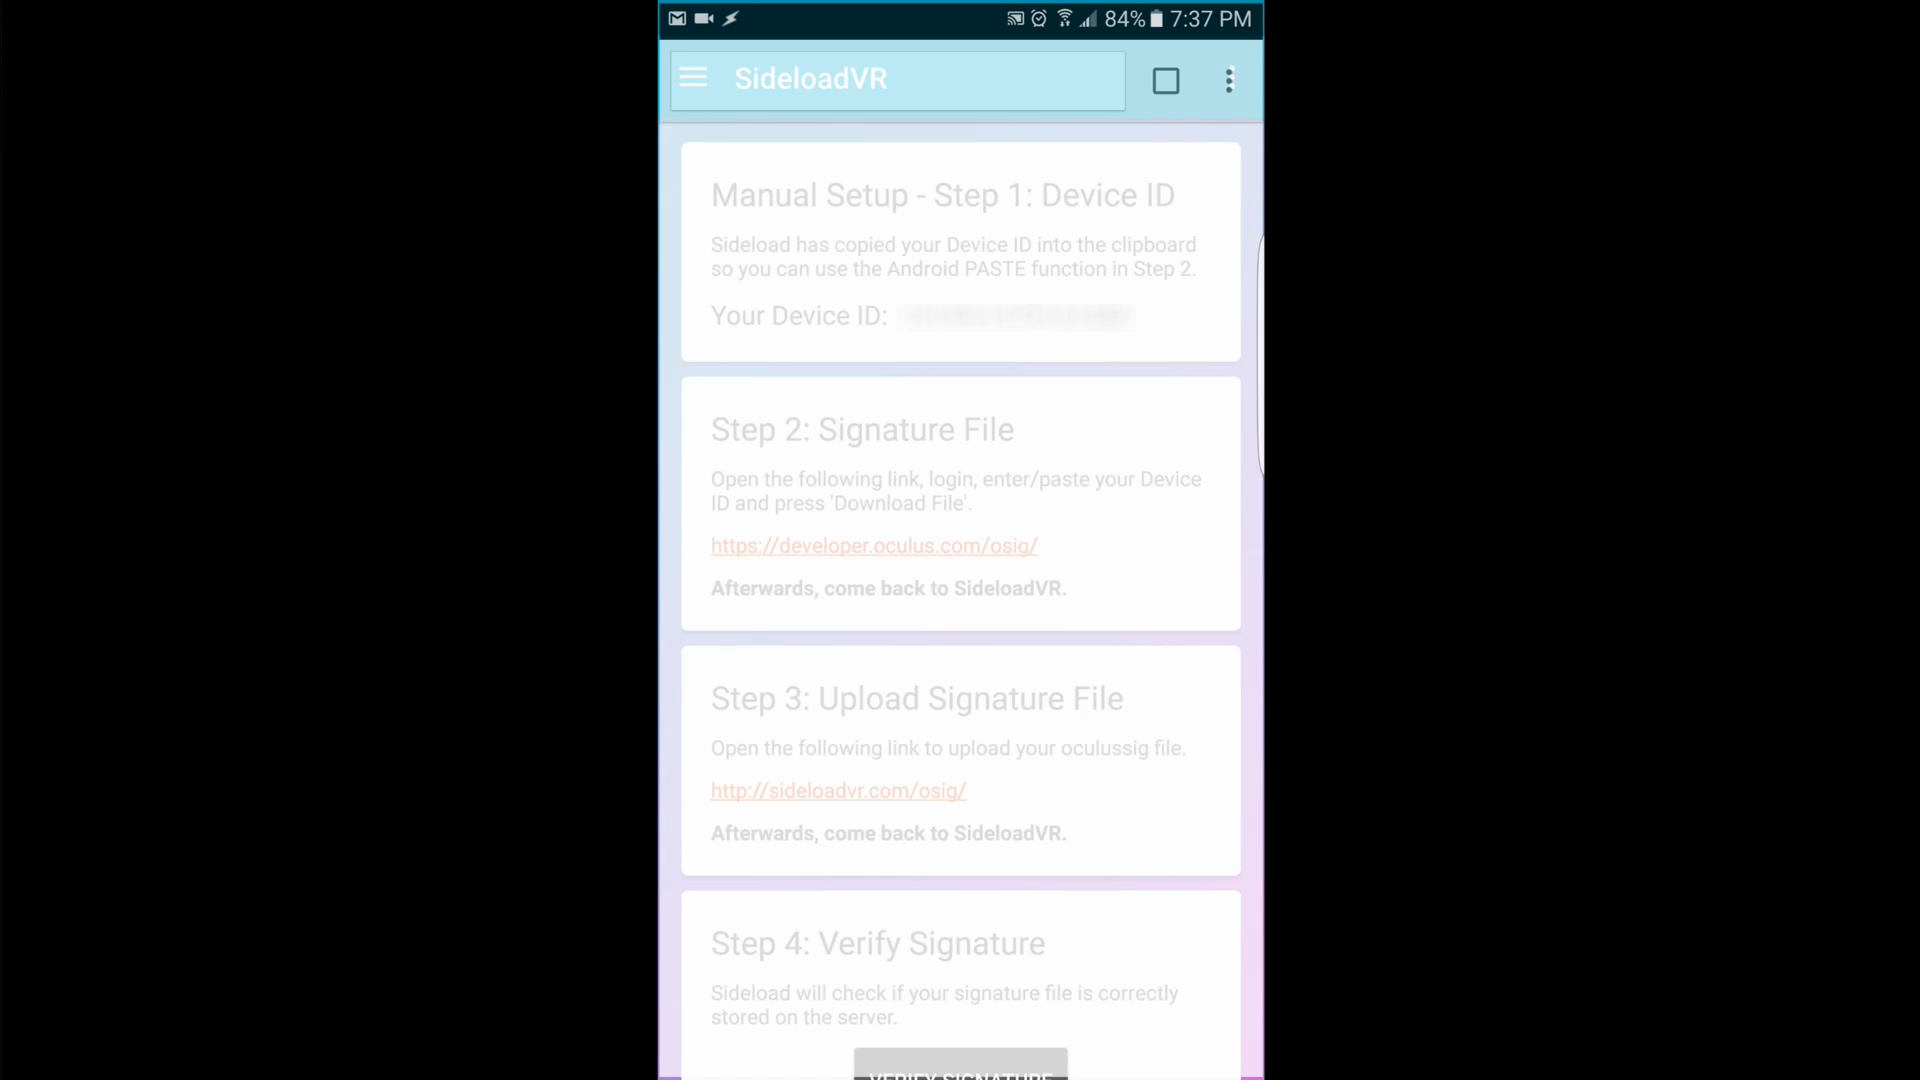 84% 7:37 PM
SideloadVR
Manual Setup - Step 1: Device ID
Sideload has copied your Device ID into the clipboard
so you can use the Android PASTE function in Step 2.
Your Device ID:
Step 2: Signature File
Open the following link, login, enter/paste your Device
ID and press 'Download File'.
https://developer.oculus.com/osig/
Afterwards, come back to SideloadVR.
Step 3: Upload Signature File
Open the following link to upload your oculussig file.
http://sideloadvr.com/osig/
Afterwards, come back to SideloadVR.
Step 4: Verify Signature
Sideload will check if your signature file is correctly
stored on the server.
VERIFY SIGNATURE